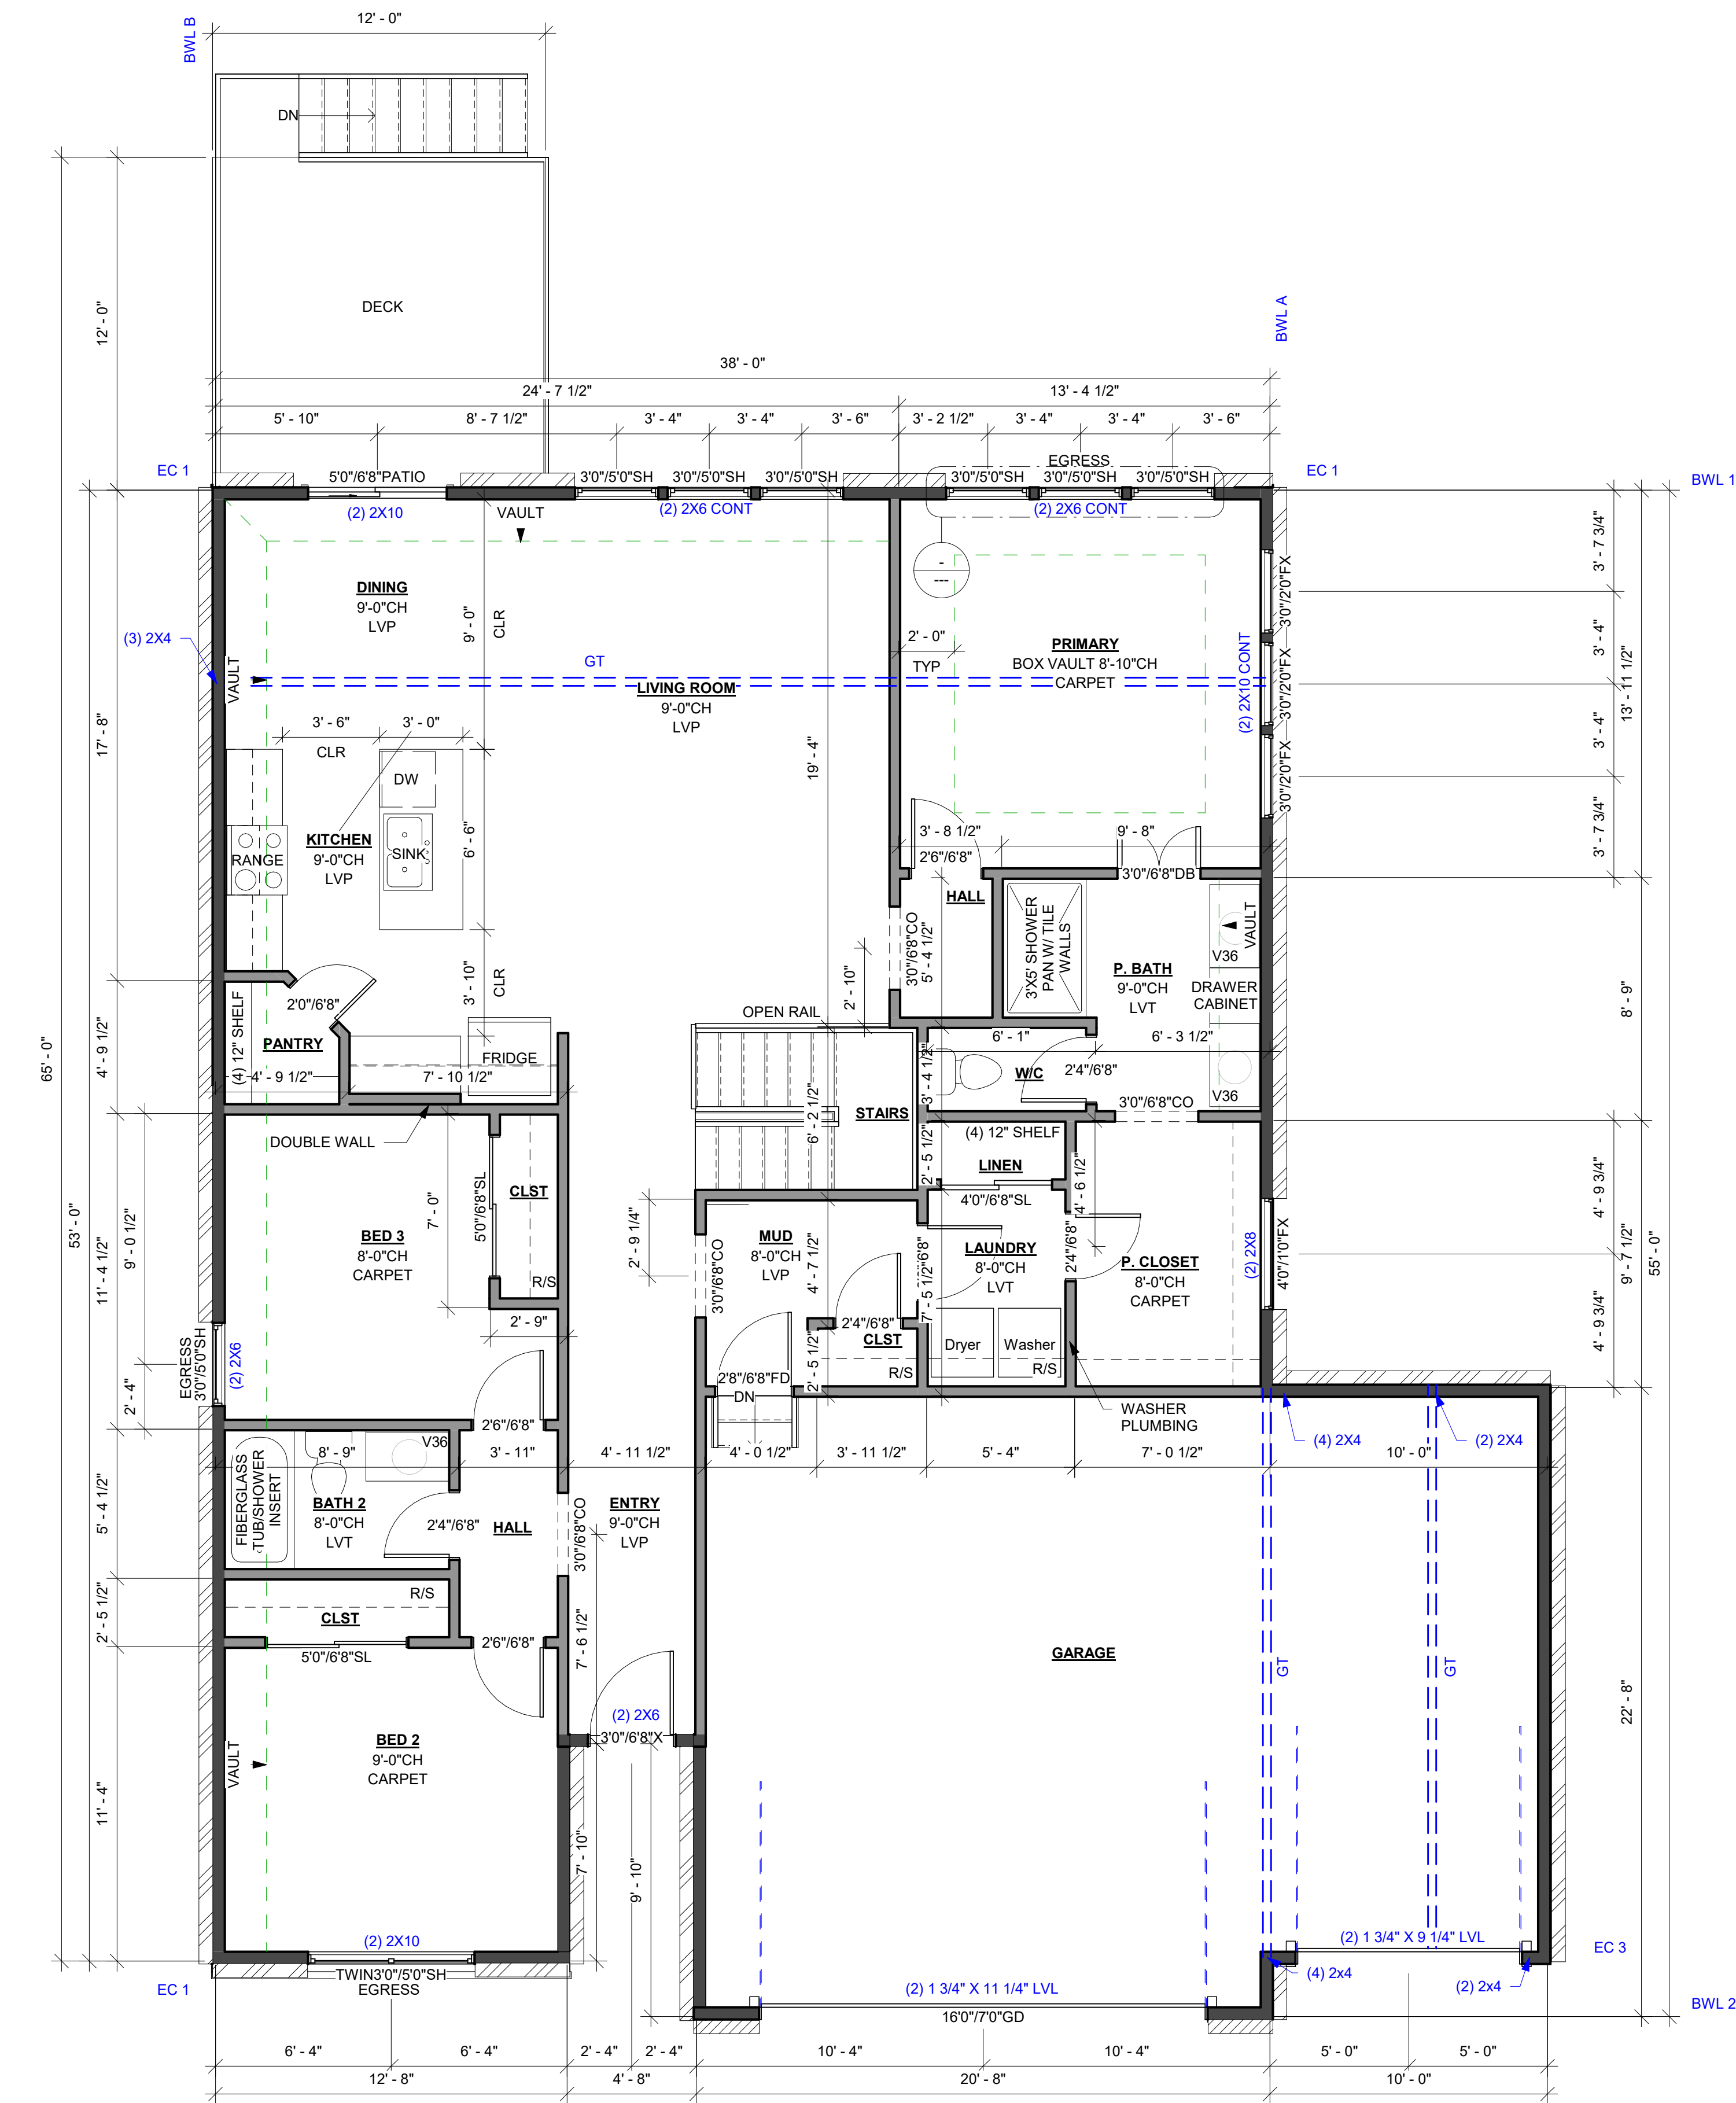 BWL B
12' - 0"
DN
DECK
12' - 0"
65' - 0"
BWL A
38' - 0"
24' - 7 1/2"
13' - 4 1/2"
5' - 10"
8' - 7 1/2"
3' - 4"
3' - 4"
3' - 6"
3' - 2 1/2"
3' - 4"
3' - 4"
3' - 6"
EC 1
5'0"/6'8"PATIO
3'0"/5'0"SH
3'0"/5'0"SH
3'0"/5'0"SH
EGRESS
3'0"/5'0"SH
3'0"/5'0"SH
3'0"/5'0"SH
EC 1
BWL 1
(2) 2X10
VAULT
(2) 2X6 CONT
(2) 2X6 CONT
-
---
DINING
9'-0"CH
LVP
9' - 0"
CLR
(3) 2X4
VAULT
GT
LIVING ROOM
9'-0"CH
LVP
2' - 0"
TYP
PRIMARY
BOX VAULT 8'-10"CH
CARPET
(2) 2X10 CONT
3'0"/2'0"FX
3'0"/2'0"FX
3'0"/2'0"FX
3' - 7 3/4"
3' - 4"
3' - 4"
3' - 7 3/4"
13' - 11 1/2"
17' - 8"
3' - 6"
CLR
3' - 0"
DW
19' - 4"
KITCHEN
9'-0"CH
LVP
RANGE
SINK
6' - 6"
3' - 8 1/2"
9' - 8"
2'6"/6'8"
3'0"/6'8"DB
HALL
3'0"/6'8"CO
5' - 4 1/2"
3'X5' SHOWER
PAN W/ TILE
WALLS
VAULT
V36
P. BATH
9'-0"CH
LVT
DRAWER
CABINET
8' - 9"
3' - 10"
CLR
2' - 10"
2'0"/6'8"
(4) 12" SHELF
PANTRY
OPEN RAIL
FRIDGE
4' - 9 1/2"
7' - 10 1/2"
4' - 9 1/2"
6' - 1"
6' - 3 1/2"
3' - 4 1/2"
W/C
2'4"/6'8"
V36
3'0"/6'8"CO
STAIRS
6' - 2 1/2"
DOUBLE WALL
(4) 12" SHELF
2' - 5 1/2"
LINEN
4'0"/6'8"SL
4' - 6 1/2"
53' - 0"
9' - 0 1/2"
11' - 4 1/2"
7' - 0"
5'0"/6'8"SL
CLST
R/S
BED 3
8'-0"CH
CARPET
2' - 9"
2' - 9 1/4"
3'0"/6'8"CO
MUD
8'-0"CH
LVP
4' - 7 1/2"
7' - 5 1/2"
LAUNDRY
8'-0"CH
LVT
2'4"/6'8"
P. CLOSET
8'-0"CH
CARPET
(2) 2X8
4'0"/1'0"FX
4' - 9 3/4"
4' - 9 3/4"
9' - 7 1/2"
55' - 0"
2'4"/6'8"
CLST
R/S
2' - 5 1/2"
Dryer
Washer
R/S
EGRESS
3'0"/5'0"SH
(2) 2X6
2' - 4"
2'8"/6'8"FD
DN
WASHER
PLUMBING
(4) 2X4
(2) 2X4
2'6"/6'8"
8' - 9"
V36
3' - 11"
4' - 11 1/2"
4' - 0 1/2"
3' - 11 1/2"
5' - 4"
7' - 0 1/2"
10' - 0"
FIBERGLASS
TUB/SHOWER
INSERT
BATH 2
8'-0"CH
LVT
2'4"/6'8"
HALL
3'0"/6'8"CO
ENTRY
9'-0"CH
LVP
5' - 4 1/2"
R/S
CLST
2' - 5 1/2"
5'0"/6'8"SL
2'6"/6'8"
7' - 6 1/2"
GARAGE
GT
GT
22' - 8"
(2) 2X6
3'0"/6'8"X
BED 2
9'-0"CH
CARPET
VAULT
11' - 4"
7' - 10"
9' - 10"
(2) 2X10
TWIN3'0"/5'0"SH
EGRESS
EC 1
(2) 1 3/4" X 9 1/4" LVL
EC 3
(4) 2x4
(2) 2x4
(2) 1 3/4" X 11 1/4" LVL
16'0"/7'0"GD
BWL 2
6' - 4"
6' - 4"
2' - 4"
2' - 4"
10' - 4"
10' - 4"
5' - 0"
5' - 0"
12' - 8"
4' - 8"
20' - 8"
10' - 0"